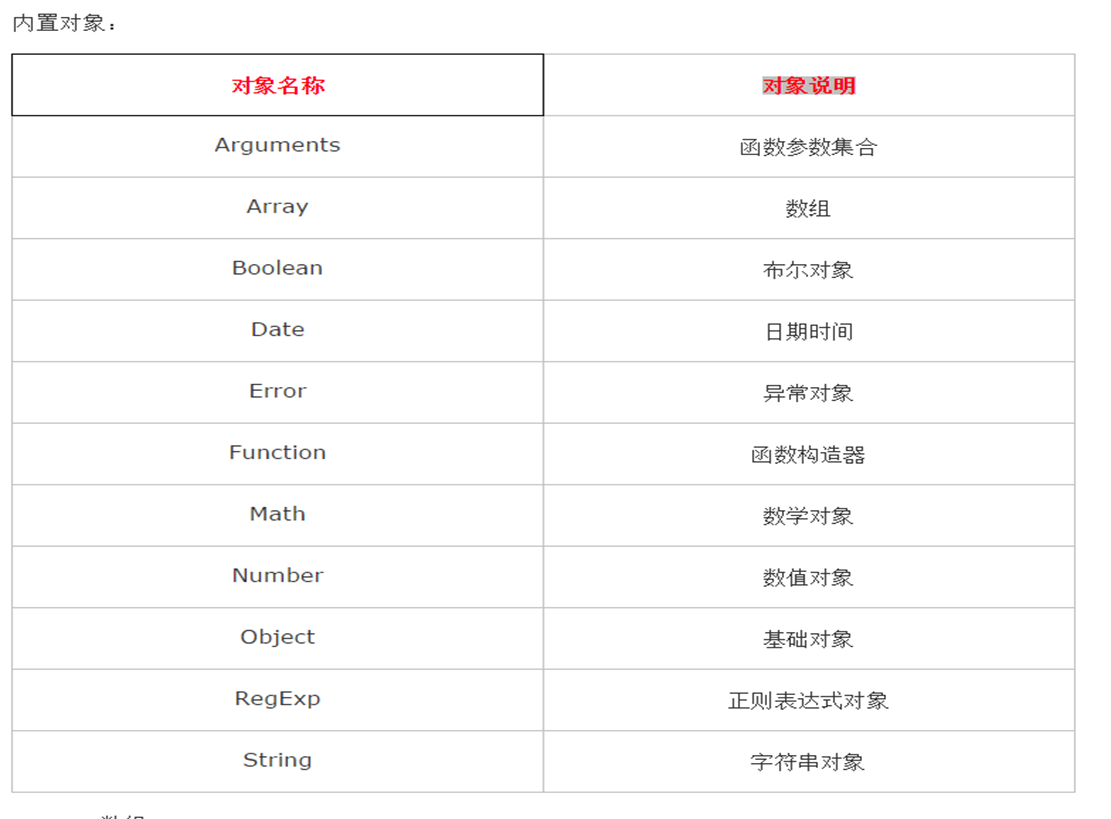 内置对象：
对象名称 对象说明
Arguments 函数参数集合
Array 数组
Boolean 布尔对象
Date 日期时间
Error 异常对象
Function 函数构造器
Math 数学对象
Number 数值对象
Object 基础对象
RegExp 正则表达式对象
String 字符串对象